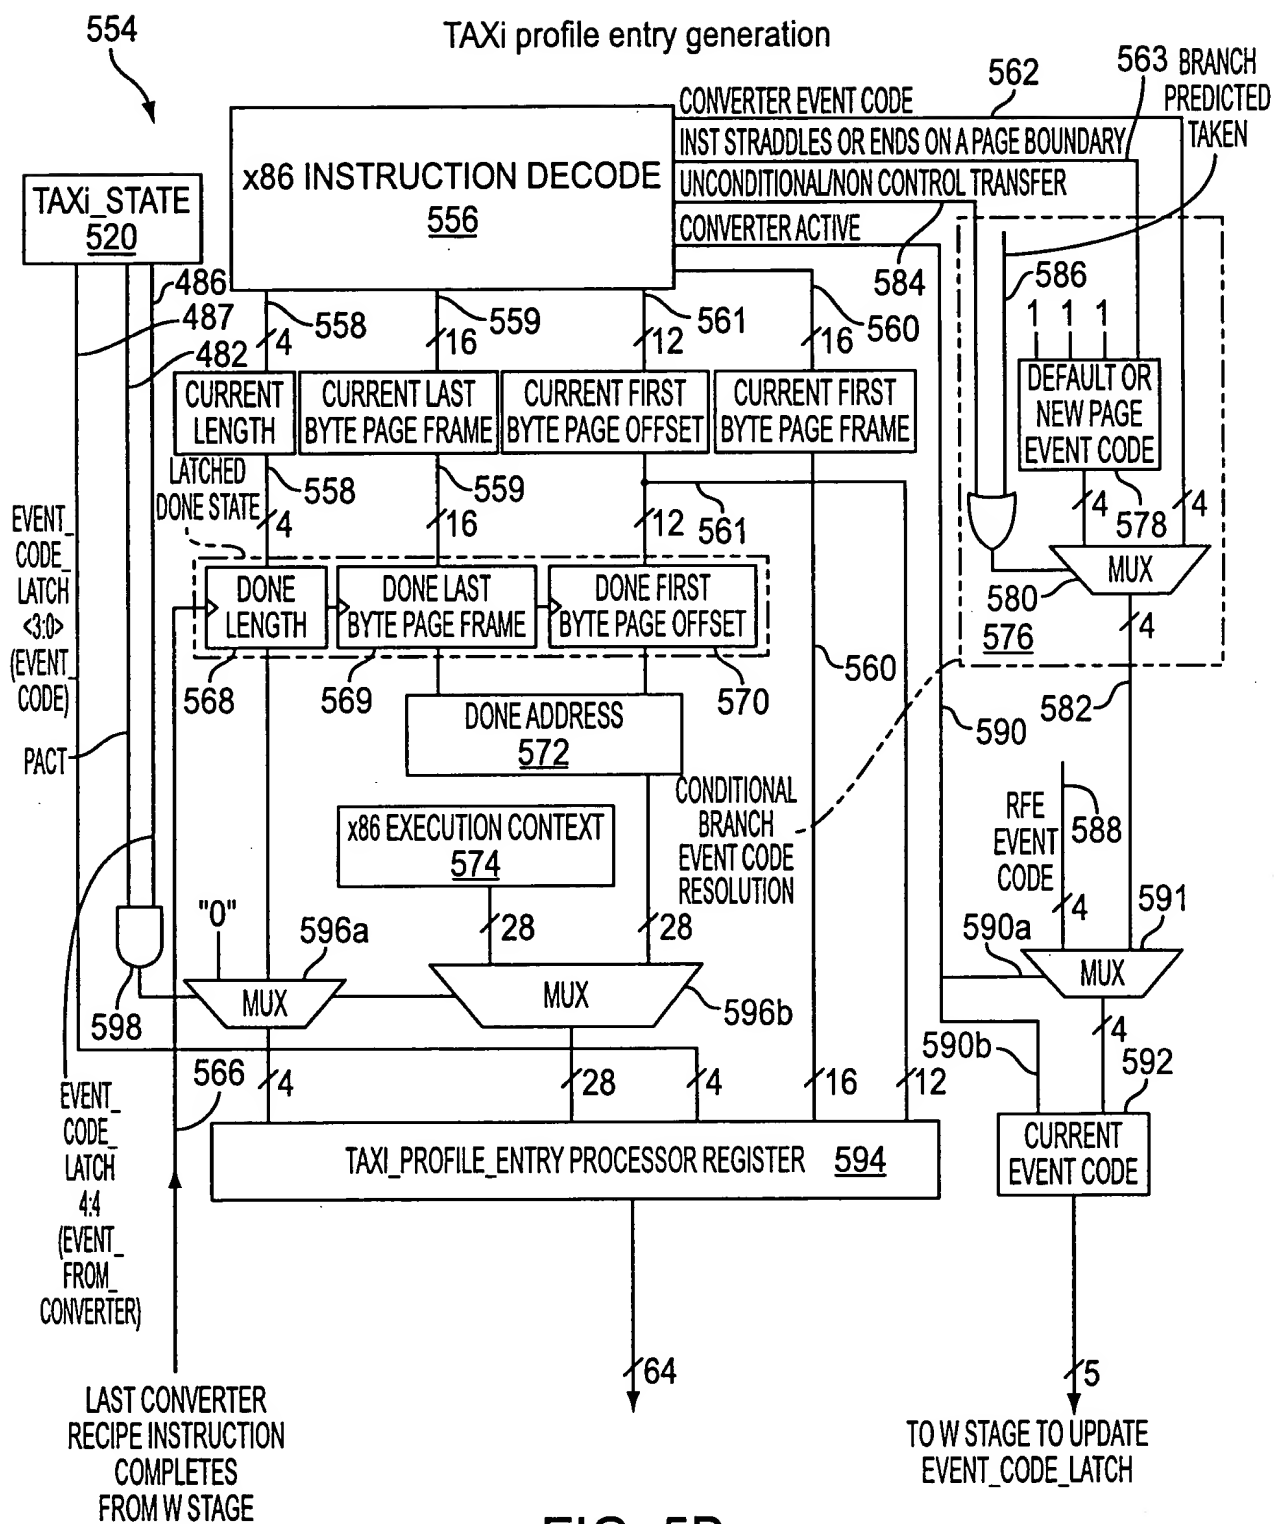 554
TAXi profile entry generation
562
563
BRANCH
PREDICTED
TAKEN
CONVERTER EVENT CODE
INST STRADDLES OR ENDS ON A PAGE BOUNDARY
UNCONDITIONAL/NON CONTROL TRANSFER
CONVERTER ACTIVE
x86 INSTRUCTION DECODE
556
TAXi_STATE
520
486
487
482
558
559
561
560
584
586
4
16
12
16
1 1 1
CURRENT
LENGTH
CURRENT LAST
BYTE PAGE FRAME
CURRENT FIRST
BYTE PAGE OFFSET
CURRENT FIRST
BYTE PAGE FRAME
DEFAULT OR
NEW PAGE
EVENT CODE
LATCHED
DONE STATE
558
559
561
4
16
12
4
578
4
EVENT_
CODE_
LATCH
<3:0>
(EVENT_
CODE)
PACT
DONE
LENGTH
DONE LAST
BYTE PAGE FRAME
DONE FIRST
BYTE PAGE OFFSET
MUX
580
576
4
568
569
570
560
582
590
DONE ADDRESS
572
CONDITIONAL
BRANCH
EVENT CODE
RESOLUTION
x86 EXECUTION CONTEXT
574
RFE
EVENT
CODE
588
4
591
590a
"0"
596a
28
28
MUX
MUX
596b
MUX
598
4
590b
592
566
4
28
4
16
12
EVENT_
CODE_
LATCH
4:4
(EVENT_
FROM_
CONVERTER)
TAXI_PROFILE_ENTRY PROCESSOR REGISTER 594
CURRENT
EVENT CODE
64
5
LAST CONVERTER
RECIPE INSTRUCTION
COMPLETES
FROM W STAGE
TO W STAGE TO UPDATE
EVENT_CODE_LATCH